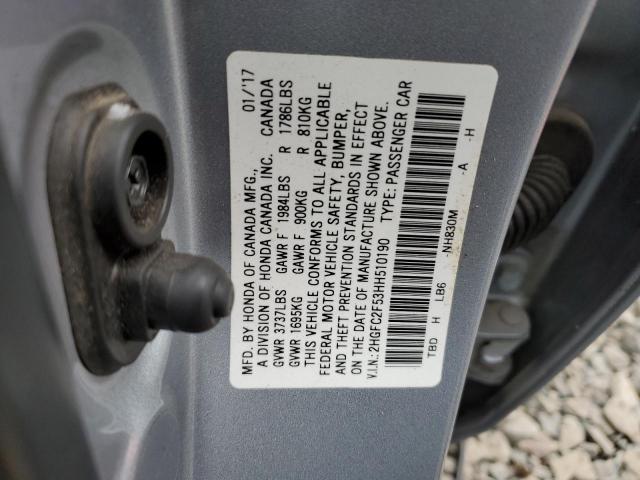 MFD. BY HONDA OF CANADA MFG., 01/'17
A DIVISION OF HONDA CANADA INC. CANADA
GVWR 3737LBS GAWR F 1984LBS R 1786LBS
GVWR 1695KG GAWR F 900KG R 810KG
THIS VEHICLE CONFORMS TO ALL APPLICABLE
FEDERAL MOTOR VEHICLE SAFETY, BUMPER,
AND THEFT PREVENTION STANDARDS IN EFFECT
ON THE DATE OF MANUFACTURE SHOWN ABOVE.
V.I.N.: 2HGFC2F53HH510190 TYPE: PASSENGER CAR
TBD H LB6 -NH830M -A -H